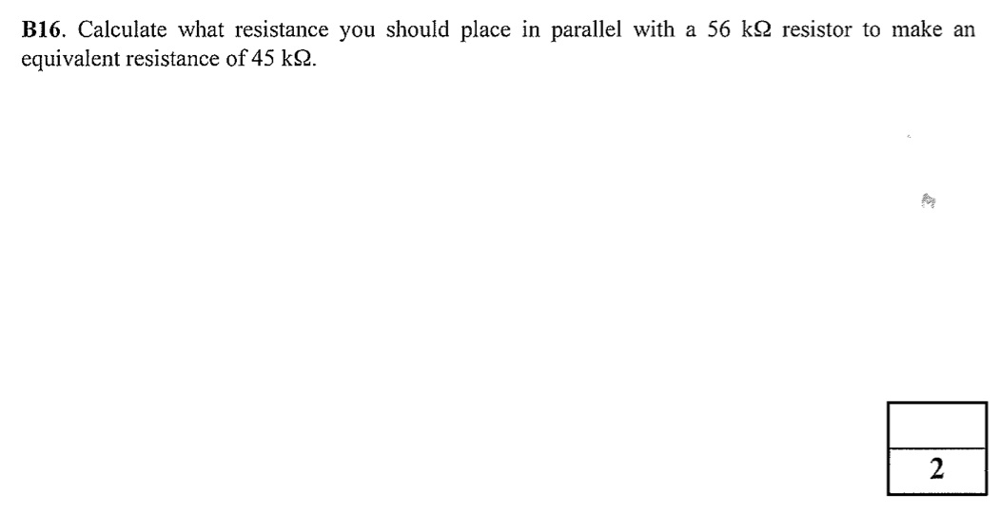 B16. Calculate what resistance you should place in parallel with a 56 kΩ resistor to make an
equivalent resistance of 45 kΩ.
2